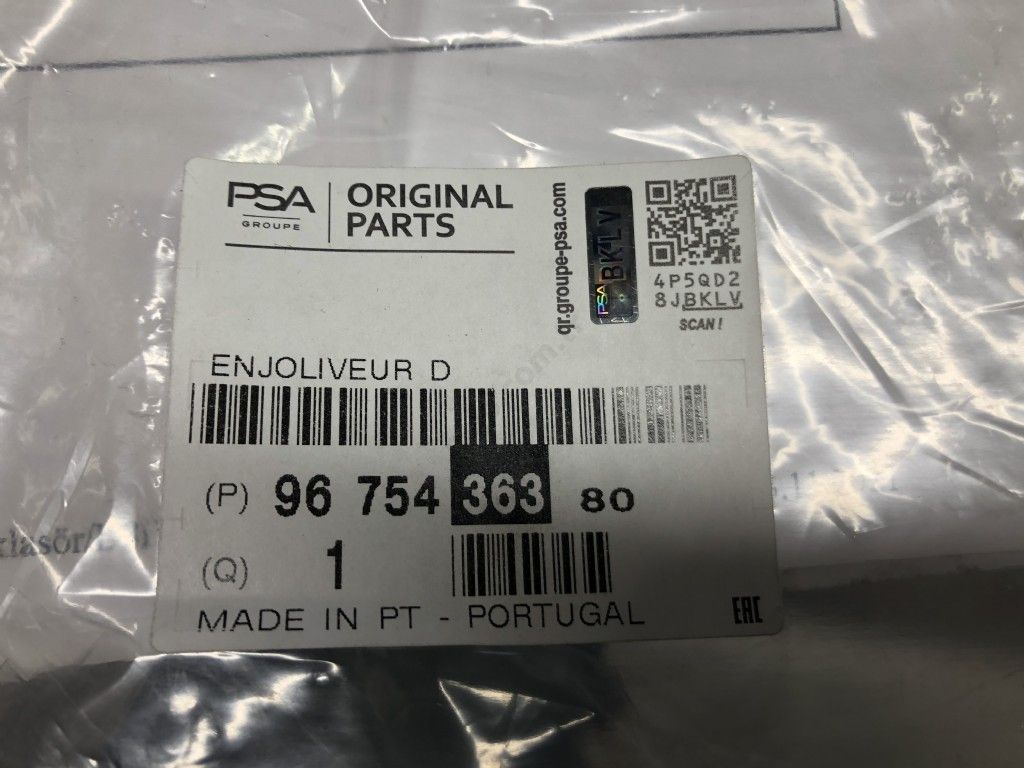 PSA
GROUPE
ORIGINAL
PARTS
qr.groupe-psa.com
PSA BKLV
4P5QD2
8JBKLV
SCAN!
ENJOLIVEUR D
(P) 96 754 363 80
(Q) 1
MADE IN PT - PORTUGAL
EAC